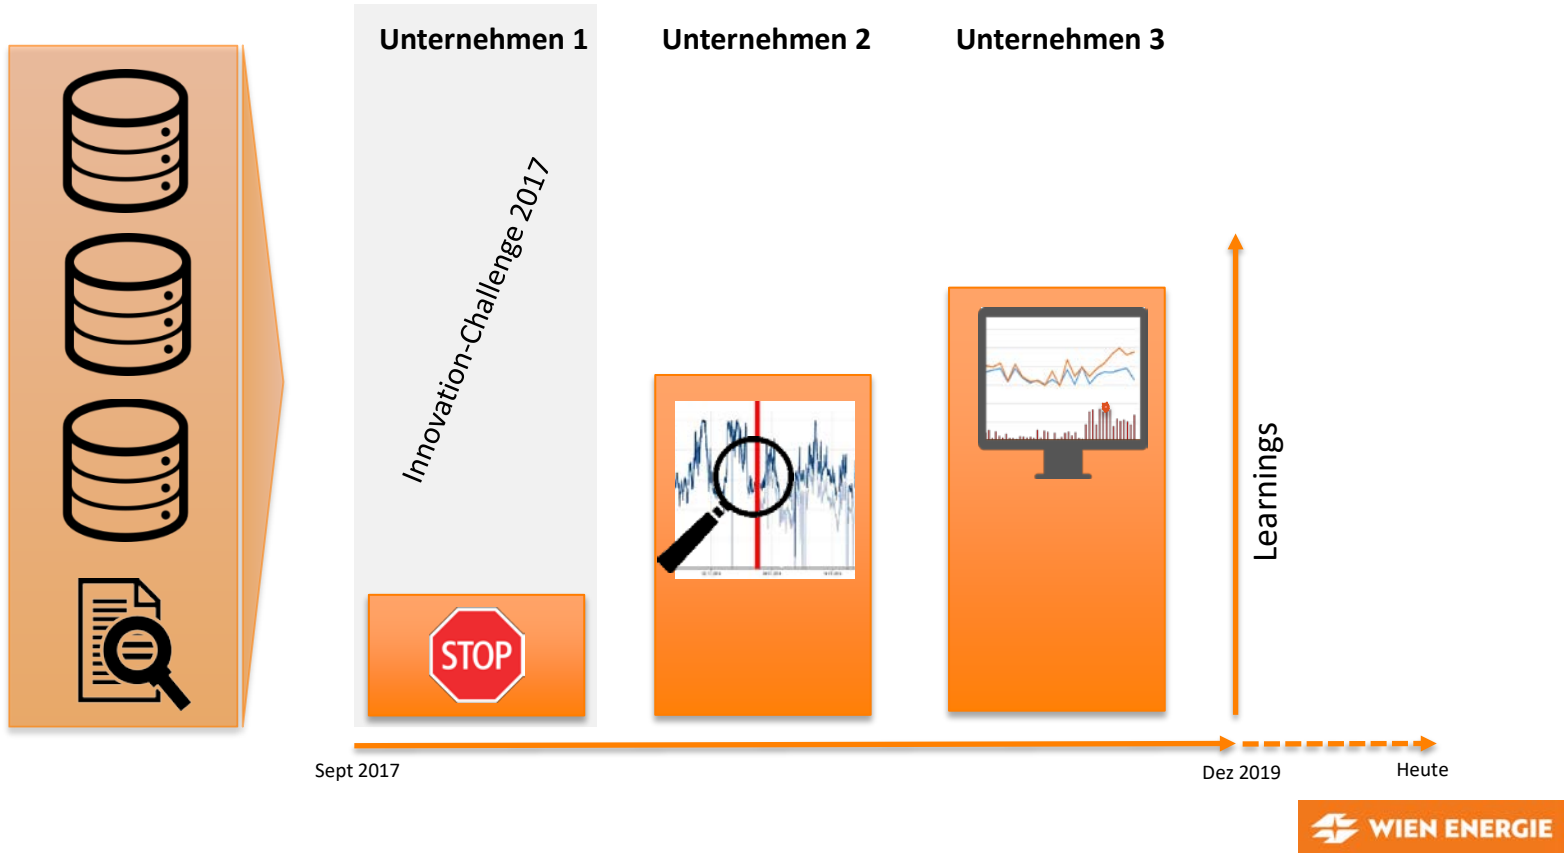 Unternehmen 1
Unternehmen 2
Unternehmen 3
Innovation-Challenge 2017
STOP
Learnings
Sept 2017
Dez 2019
Heute
WIEN ENERGIE